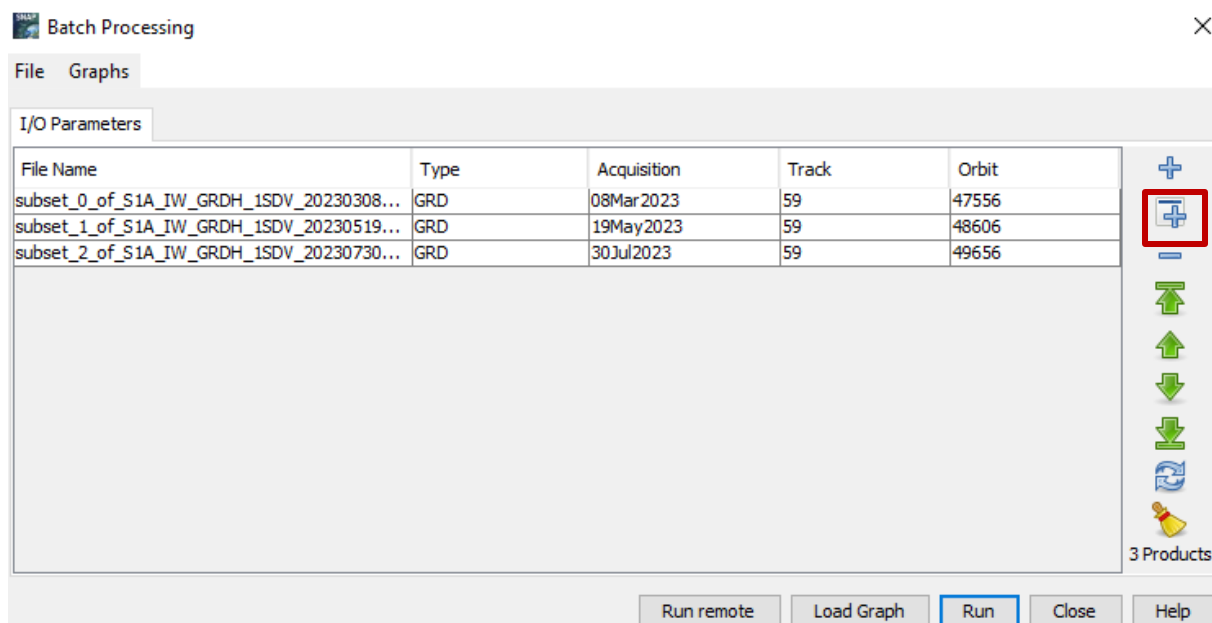 SNAP Batch Processing
File Graphs
I/O Parameters
File Name Type Acquisition Track Orbit
subset_0_of_S1A_IW_GRDH_1SDV_20230308... GRD 08Mar2023 59 47556
subset_1_of_S1A_IW_GRDH_1SDV_20230519... GRD 19May2023 59 48606
subset_2_of_S1A_IW_GRDH_1SDV_20230730... GRD 30Jul2023 59 49656
3 Products
Run remote Load Graph Run Close Help